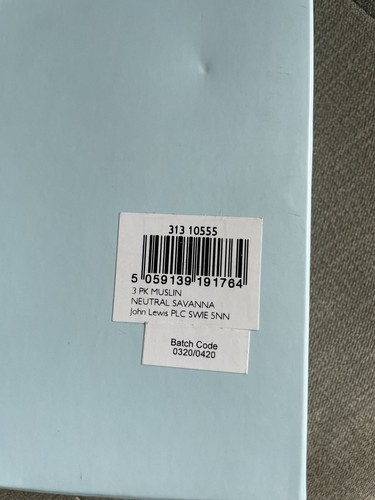 313 10555
5 059139 191764
3 PK MUSLIN
NEUTRAL SAVANNA
John Lewis PLC SW1E 5NN
Batch Code
0320/0420